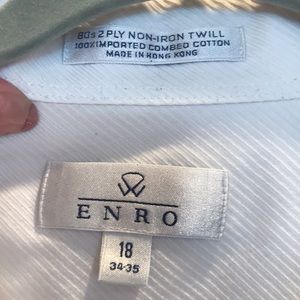 80s 2 PLY NON-IRON TWILL
100% IMPORTED COMBED COTTON
MADE IN HONG KONG
ENRO
18
34-35